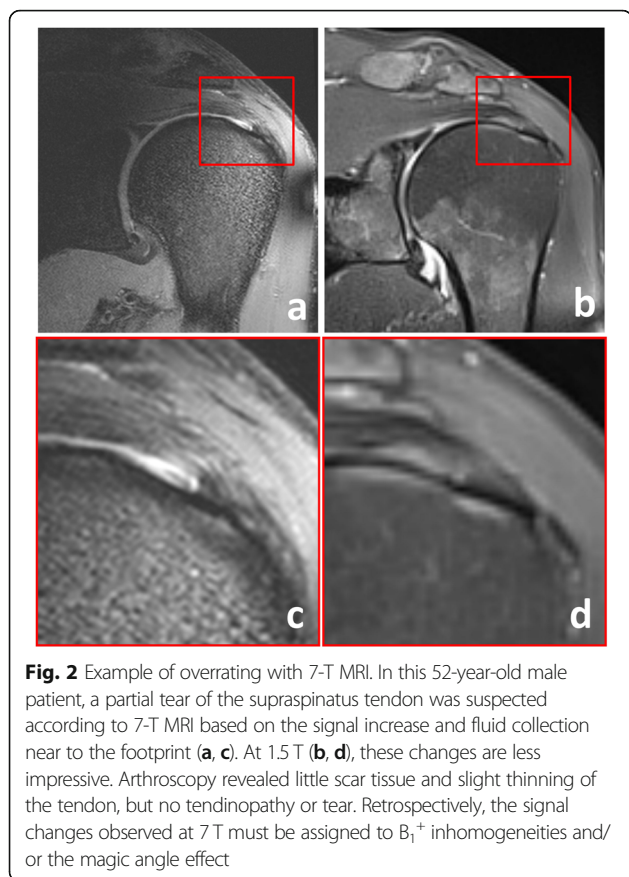 a
b
c
d
Fig. 2 Example of overrating with 7-T MRI. In this 52-year-old male
patient, a partial tear of the supraspinatus tendon was suspected
according to 7-T MRI based on the signal increase and fluid collection
near to the footprint (a, c). At 1.5 T (b, d), these changes are less
impressive. Arthroscopy revealed little scar tissue and slight thinning of
the tendon, but no tendinopathy or tear. Retrospectively, the signal
changes observed at 7 T must be assigned to B₁⁺ inhomogeneities and/
or the magic angle effect